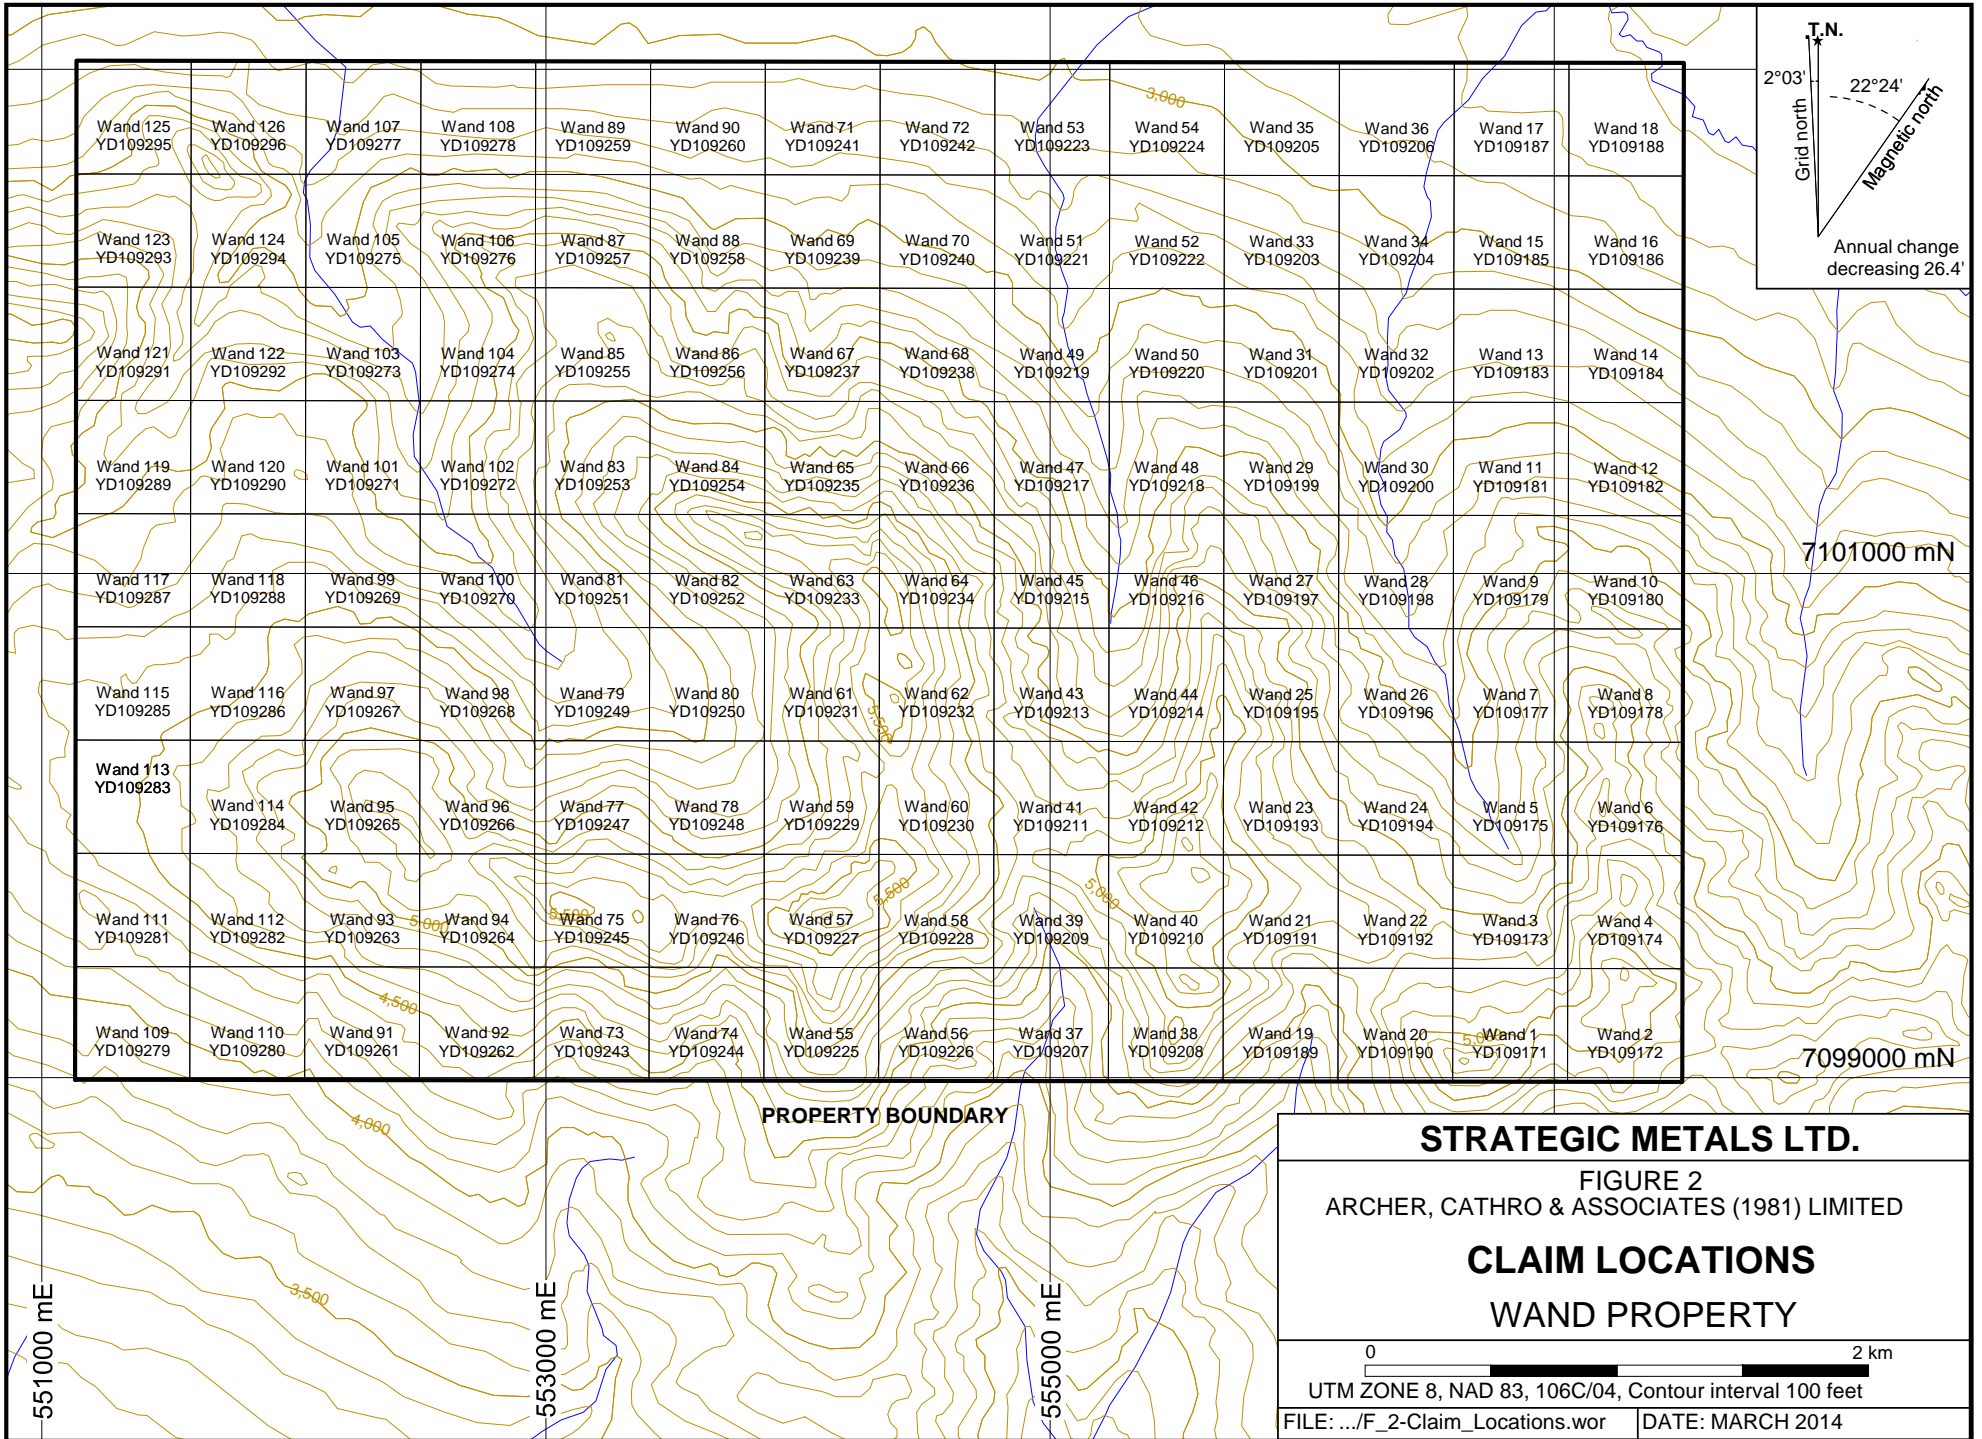 T.N.
2°03'
22°24'
Grid north
Magnetic north
Annual change
decreasing 26.4'
3,000
Wand 125 Wand 126 Wand 107 Wand 108 Wand 89 Wand 90 Wand 71 Wand 72 Wand 53 Wand 54 Wand 35 Wand 36 Wand 17 Wand 18
YD109295 YD109296 YD109277 YD109278 YD109259 YD109260 YD109241 YD109242 YD109223 YD109224 YD109205 YD109206 YD109187 YD109188
Wand 123 Wand 124 Wand 105 Wand 106 Wand 87 Wand 88 Wand 69 Wand 70 Wand 51 Wand 52 Wand 33 Wand 34 Wand 15 Wand 16
YD109293 YD109294 YD109275 YD109276 YD109257 YD109258 YD109239 YD109240 YD109221 YD109222 YD109203 YD109204 YD109185 YD109186
Wand 121 Wand 122 Wand 103 Wand 104 Wand 85 Wand 86 Wand 67 Wand 68 Wand 49 Wand 50 Wand 31 Wand 32 Wand 13 Wand 14
YD109291 YD109292 YD109273 YD109274 YD109255 YD109256 YD109237 YD109238 YD109219 YD109220 YD109201 YD109202 YD109183 YD109184
Wand 119 Wand 120 Wand 101 Wand 102 Wand 83 Wand 84 Wand 65 Wand 66 Wand 47 Wand 48 Wand 29 Wand 30 Wand 11 Wand 12
YD109289 YD109290 YD109271 YD109272 YD109253 YD109254 YD109235 YD109236 YD109217 YD109218 YD109199 YD109200 YD109181 YD109182
7101000 mN
Wand 117 Wand 118 Wand 99 Wand 100 Wand 81 Wand 82 Wand 63 Wand 64 Wand 45 Wand 46 Wand 27 Wand 28 Wand 9 Wand 10
YD109287 YD109288 YD109269 YD109270 YD109251 YD109252 YD109233 YD109234 YD109215 YD109216 YD109197 YD109198 YD109179 YD109180
Wand 115 Wand 116 Wand 97 Wand 98 Wand 79 Wand 80 Wand 61 Wand 62 Wand 43 Wand 44 Wand 25 Wand 26 Wand 7 Wand 8
YD109285 YD109286 YD109267 YD109268 YD109249 YD109250 YD109231 YD109232 YD109213 YD109214 YD109195 YD109196 YD109177 YD109178
5,500
Wand 113
YD109283
Wand 114 Wand 95 Wand 96 Wand 77 Wand 78 Wand 59 Wand 60 Wand 41 Wand 42 Wand 23 Wand 24 Wand 5 Wand 6
YD109284 YD109265 YD109266 YD109247 YD109248 YD109229 YD109230 YD109211 YD109212 YD109193 YD109194 YD109175 YD109176
5,500
5,000
5,000
5,500
Wand 111 Wand 112 Wand 93 Wand 94 Wand 75 Wand 76 Wand 57 Wand 58 Wand 39 Wand 40 Wand 21 Wand 22 Wand 3 Wand 4
YD109281 YD109282 YD109263 YD109264 YD109245 YD109246 YD109227 YD109228 YD109209 YD109210 YD109191 YD109192 YD109173 YD109174
4,500
Wand 109 Wand 110 Wand 91 Wand 92 Wand 73 Wand 74 Wand 55 Wand 56 Wand 37 Wand 38 Wand 19 Wand 20 Wand 1 Wand 2
5,000
YD109279 YD109280 YD109261 YD109262 YD109243 YD109244 YD109225 YD109226 YD109207 YD109208 YD109189 YD109190 YD109171 YD109172
7099000 mN
4,000
PROPERTY BOUNDARY
3,500
551000 mE
553000 mE
555000 mE
STRATEGIC METALS LTD.
FIGURE 2
ARCHER, CATHRO & ASSOCIATES (1981) LIMITED
CLAIM LOCATIONS
WAND PROPERTY
0 2 km
UTM ZONE 8, NAD 83, 106C/04, Contour interval 100 feet
FILE: .../F_2-Claim_Locations.wor DATE: MARCH 2014